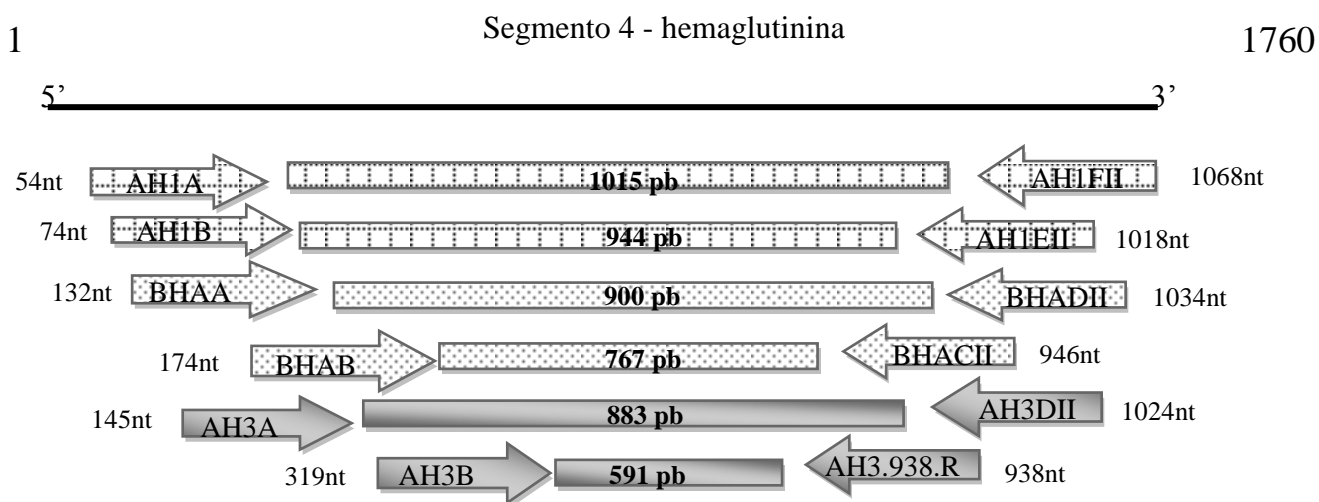 Segmento 4 - hemaglutinina
1 1760
5’ 3’
54nt AH1A 1015 pb AH1FII 1068nt
74nt AH1B 944 pb AH1EII 1018nt
132nt BHAA 900 pb BHADII 1034nt
174nt BHAB 767 pb BHACII 946nt
145nt AH3A 883 pb AH3DII 1024nt
319nt AH3B 591 pb AH3.938.R 938nt